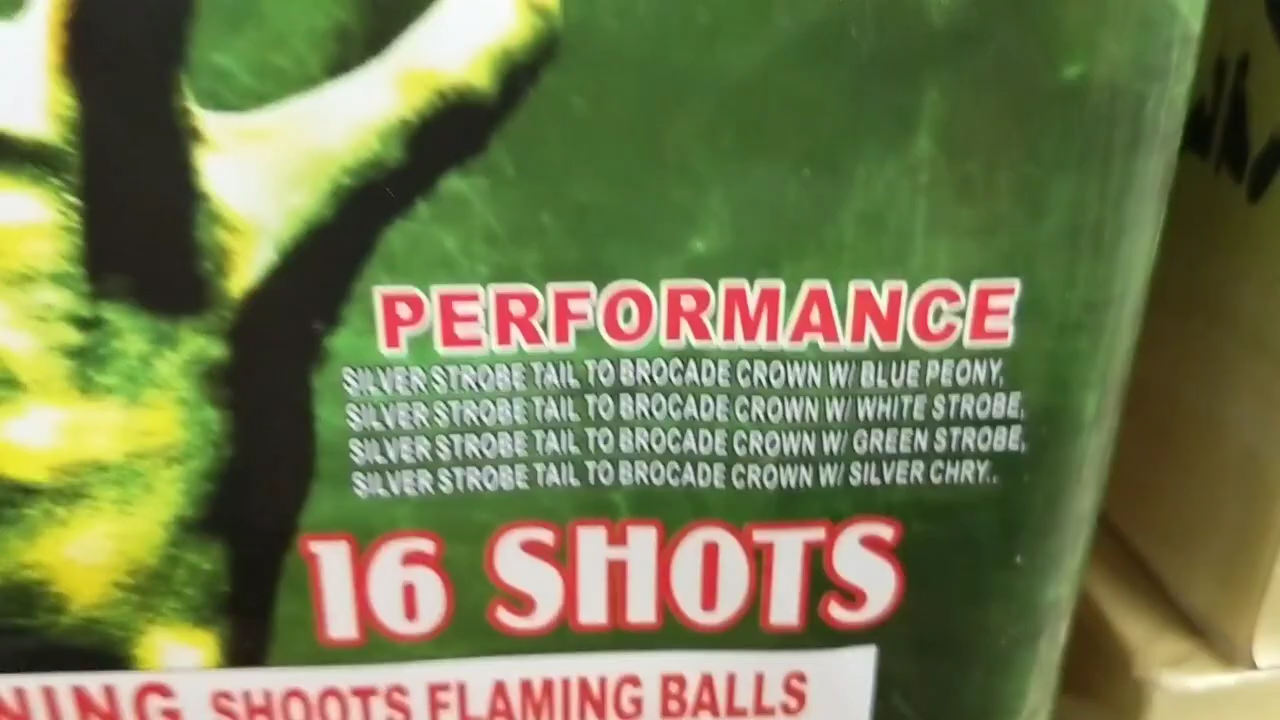 PERFORMANCE
SILVER STROBE TAIL TO BROCADE CROWN W/ BLUE PEONY,
SILVER STROBE TAIL TO BROCADE CROWN W/ WHITE STROBE,
SILVER STROBE TAIL TO BROCADE CROWN W/ GREEN STROBE,
SILVER STROBE TAIL TO BROCADE CROWN W/ SILVER CHRY..
16 SHOTS
NING SHOOTS FLAMING BALLS